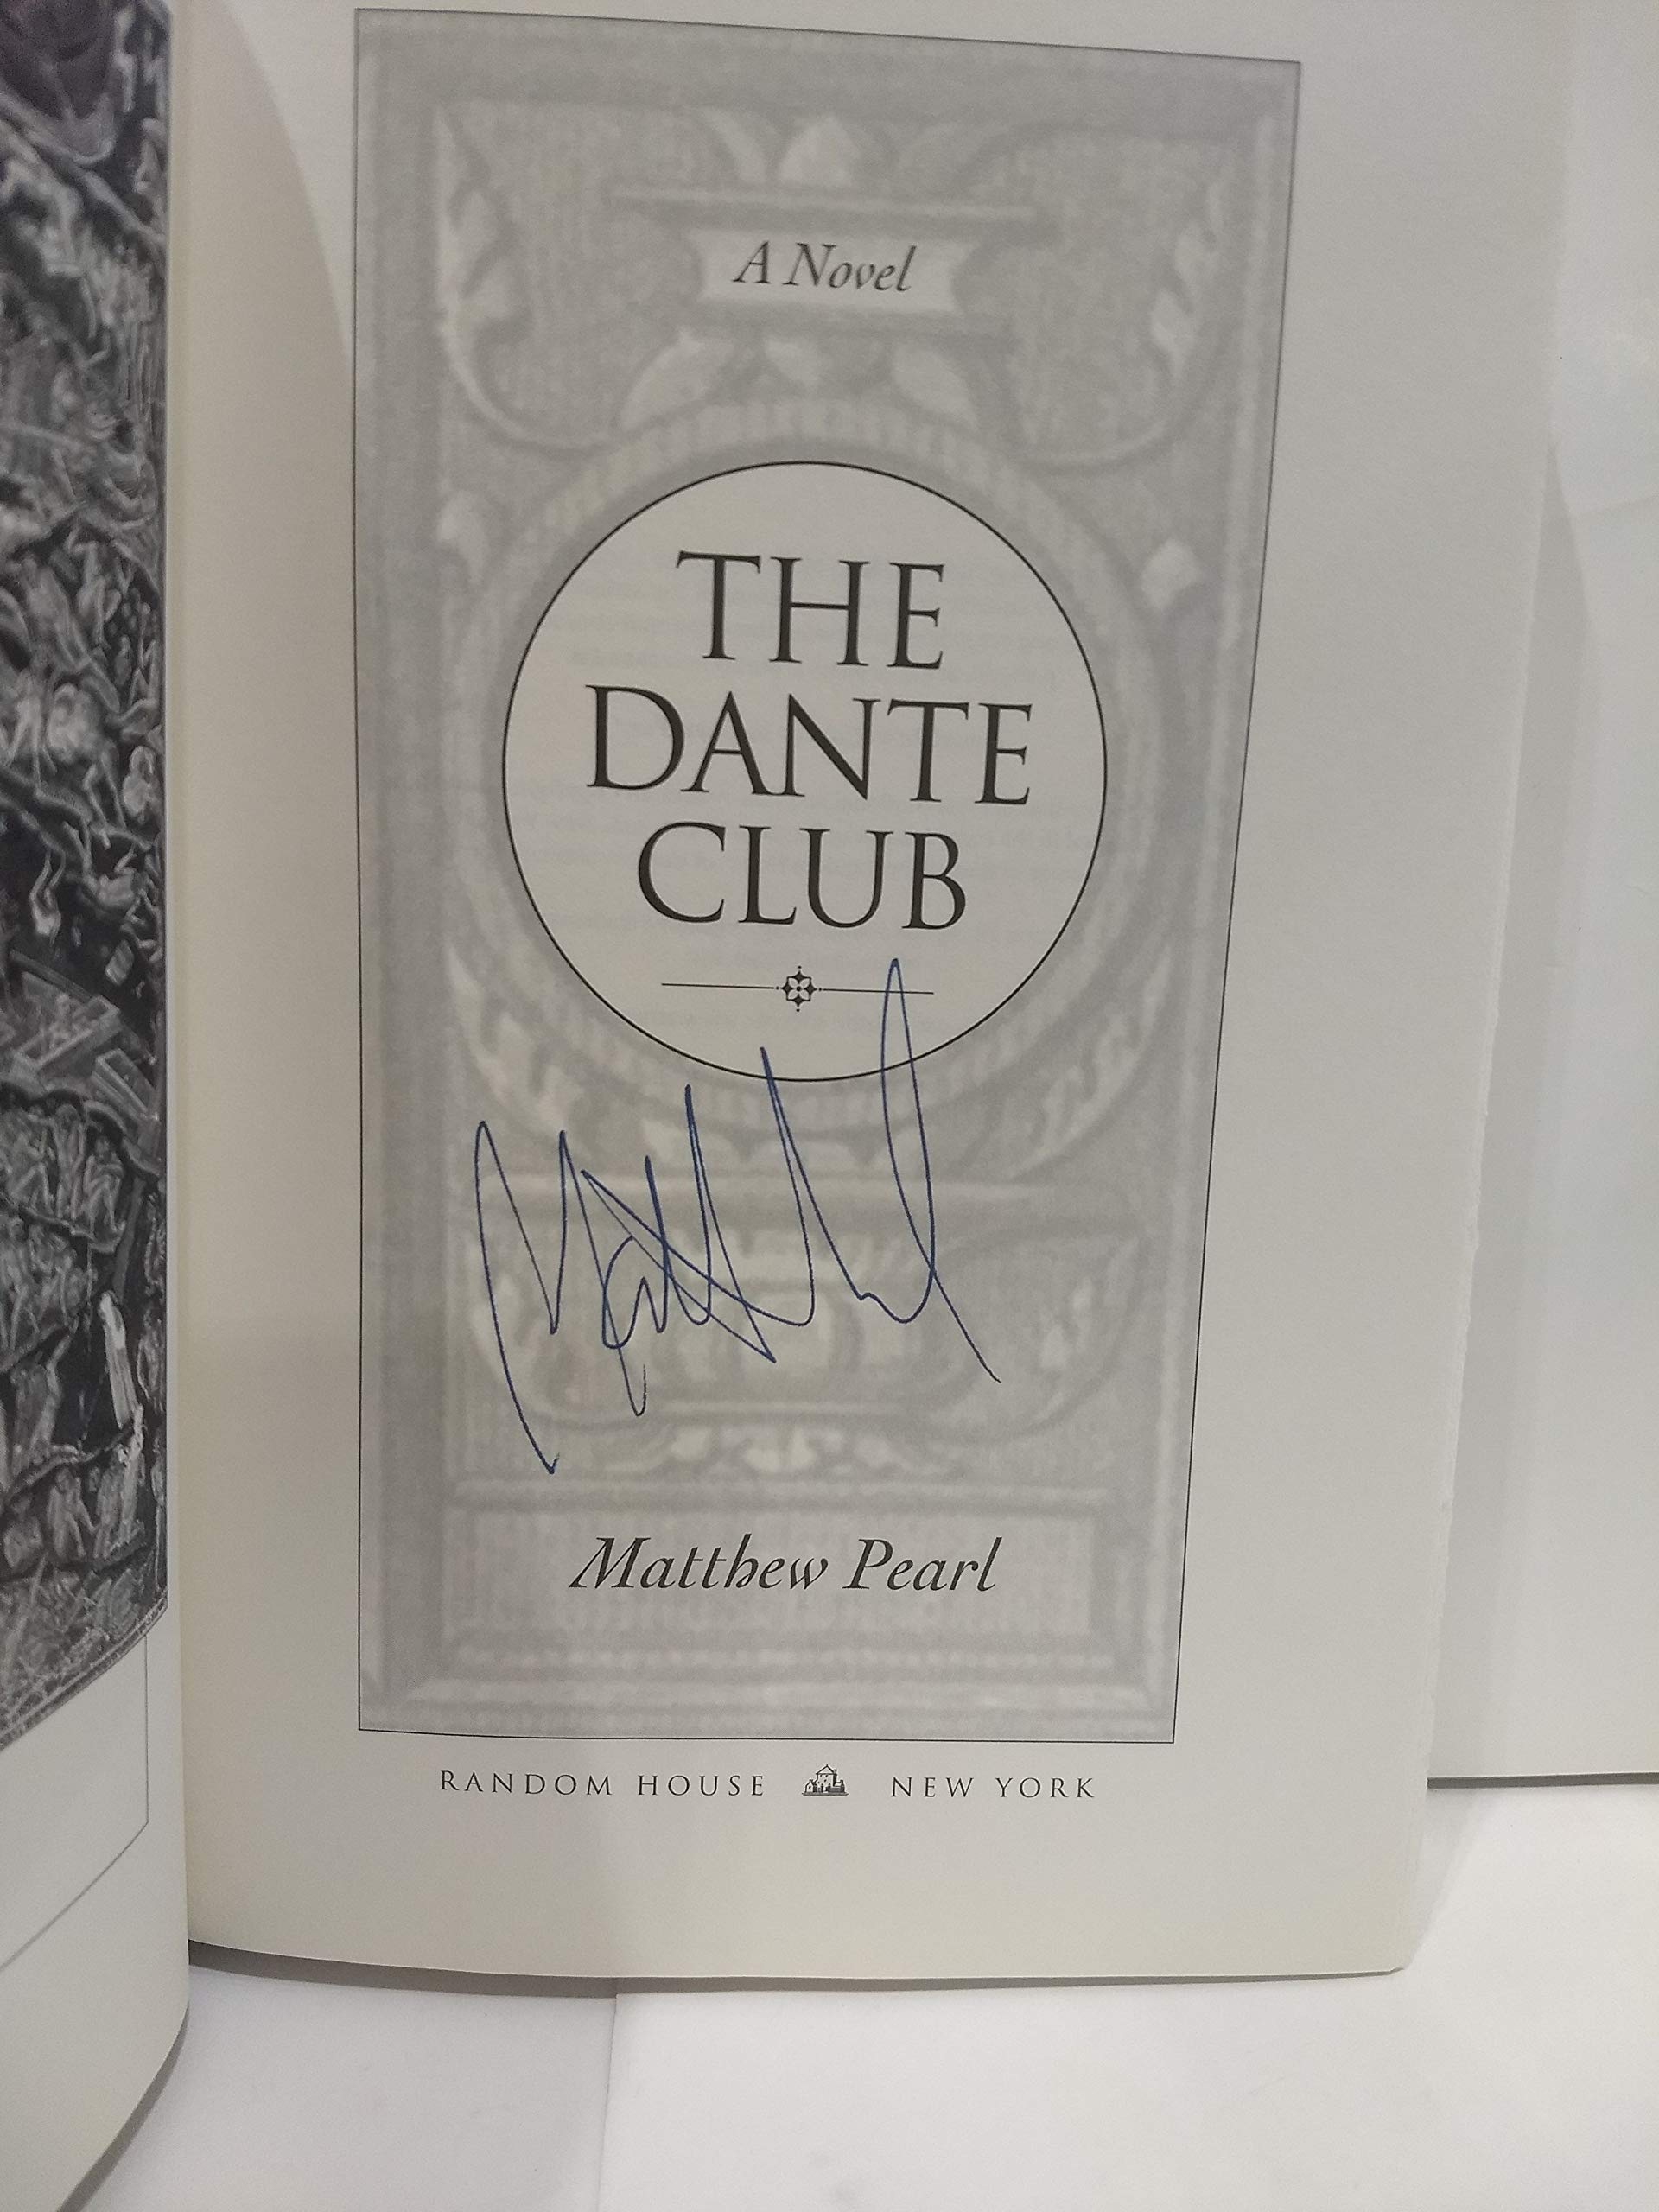 A Novel
THE
DANTE
CLUB
Matthew Pearl
RANDOM HOUSE NEW YORK